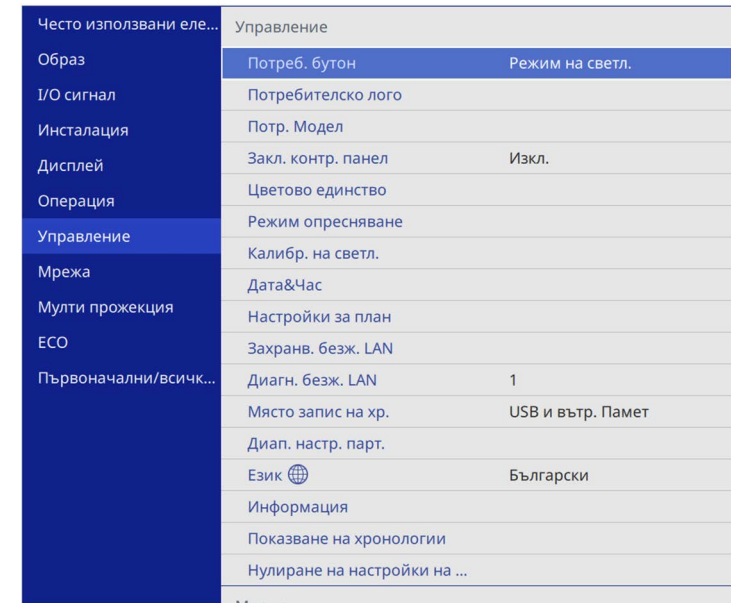 Често използвани еле...
Образ
I/O сигнал
Инсталация
Дисплей
Операция
Управление
Мрежа
Мулти прожекция
ECO
Първоначални/всичк...
Управление
Потреб. бутон Режим на светл.
Потребителско лого
Потр. Модел
Закл. контр. панел Изкл.
Цветово единство
Режим опресняване
Калибр. на светл.
Дата&Час
Настройки за план
Захранв. безж. LAN
Диагн. безж. LAN 1
Място запис на хр. USB и вътр. Памет
Диап. настр. парт.
Език Български
Информация
Показване на хронологии
Нулиране на настройки на ...